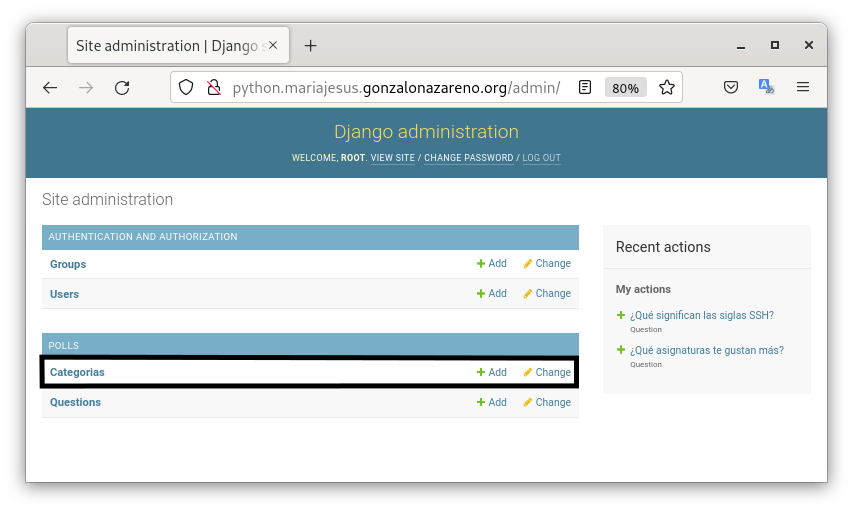 Site administration | Django s
python.mariajesus.gonzalonazareno.org/admin/ 80%
Django administration
WELCOME, ROOT. VIEW SITE / CHANGE PASSWORD / LOG OUT
Site administration
AUTHENTICATION AND AUTHORIZATION
Groups Add Change
Users Add Change
POLLS
Categorias Add Change
Questions Add Change
Recent actions
My actions
¿Qué significan las siglas SSH?
Question
¿Qué asignaturas te gustan más?
Question